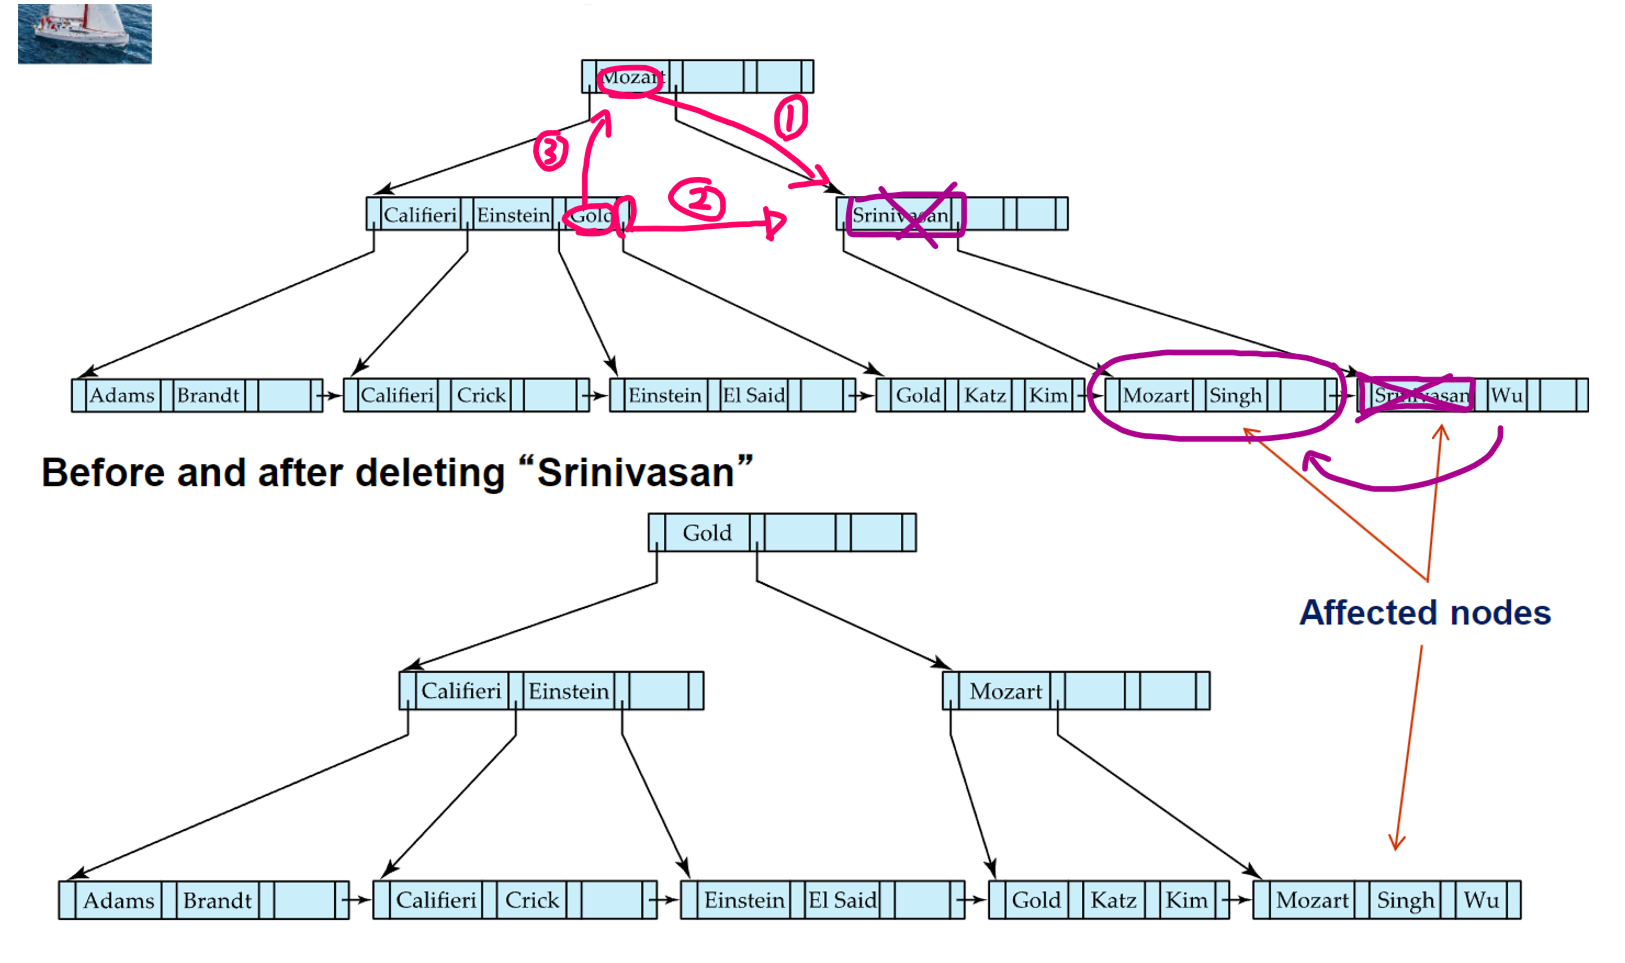 Mozart
1
3
Califieri Einstein Gold
2
Srinivasan
Adams Brandt
Califieri Crick
Einstein El Said
Gold Katz Kim
Mozart Singh
Srinivasan Wu
Before and after deleting “Srinivasan”
Gold
Affected nodes
Califieri Einstein
Mozart
Adams Brandt
Califieri Crick
Einstein El Said
Gold Katz Kim
Mozart Singh Wu